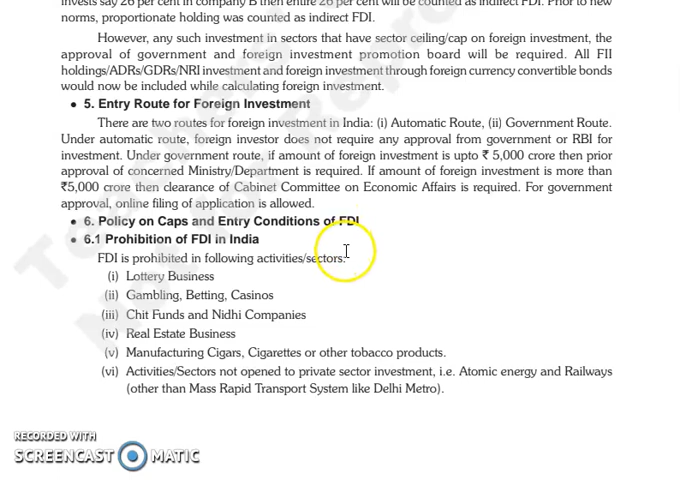 invests say 26 per cent in company B then entire 26 per cent will be counted as indirect FDI. Prior to new
norms, proportionate holding was counted as indirect FDI.
However, any such investment in sectors that have sector ceiling/cap on foreign investment, the
approval of government and foreign investment promotion board will be required. All FII
holdings/ADRs/GDRs/NRI investment and foreign investment through foreign currency convertible bonds
would now be included while calculating foreign investment.
• 5. Entry Route for Foreign Investment
There are two routes for foreign investment in India: (i) Automatic Route, (ii) Government Route.
Under automatic route, foreign investor does not require any approval from government or RBI for
investment. Under government route, if amount of foreign investment is upto ₹ 5,000 crore then prior
approval of concerned Ministry/Department is required. If amount of foreign investment is more than
₹5,000 crore then clearance of Cabinet Committee on Economic Affairs is required. For government
approval, online filing of application is allowed.
• 6. Policy on Caps and Entry Conditions of FDI
• 6.1 Prohibition of FDI in India
FDI is prohibited in following activities/sectors:
(i) Lottery Business
(ii) Gambling, Betting, Casinos
(iii) Chit Funds and Nidhi Companies
(iv) Real Estate Business
(v) Manufacturing Cigars, Cigarettes or other tobacco products.
(vi) Activities/Sectors not opened to private sector investment, i.e. Atomic energy and Railways
(other than Mass Rapid Transport System like Delhi Metro).
RECORDED WITH
SCREENCAST MATIC